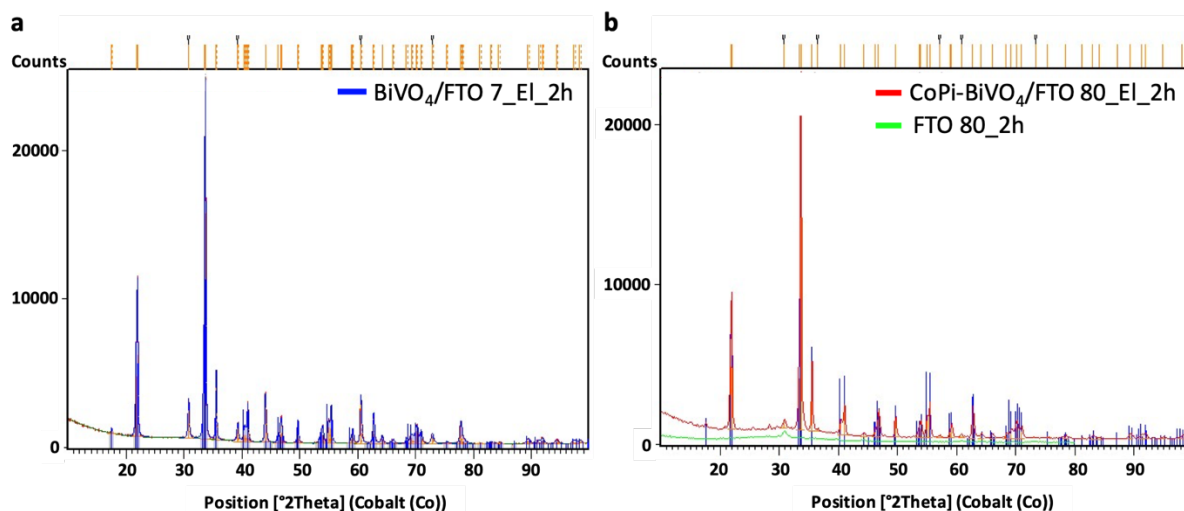 a
Counts
BiVO₄/FTO 7_El_2h
20000
10000
0
20 30 40 50 60 70 80 90
Position [°2Theta] (Cobalt (Co))
b
Counts
CoPi-BiVO₄/FTO 80_El_2h
FTO 80_2h
20000
10000
0
20 30 40 50 60 70 80 90
Position [°2Theta] (Cobalt (Co))